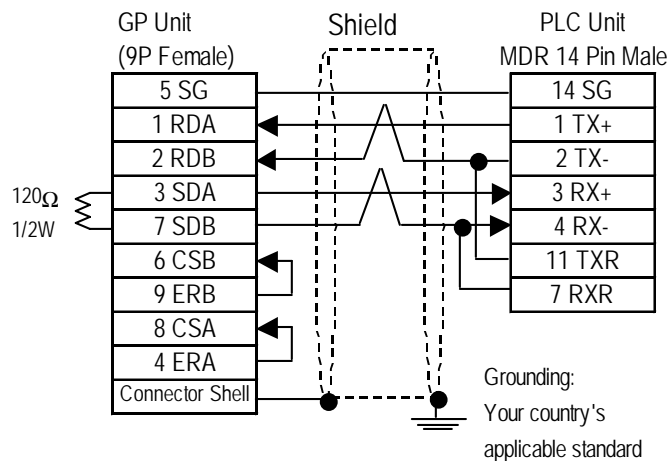 GP Unit
(9P Female)
Shield
PLC Unit
MDR 14 Pin Male
5 SG
14 SG
1 RDA
1 TX+
2 RDB
2 TX-
3 SDA
3 RX+
120Ω
1/2W
7 SDB
4 RX-
6 CSB
11 TXR
9 ERB
7 RXR
8 CSA
4 ERA
Connector Shell
Grounding:
Your country's
applicable standard